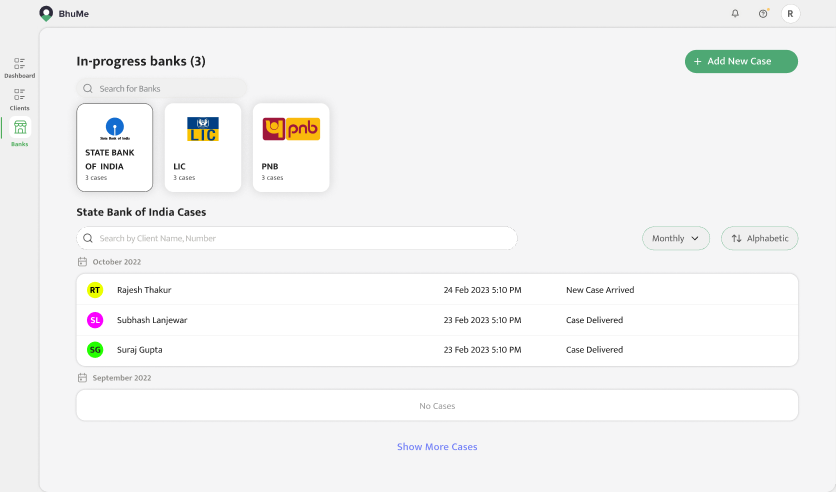 BhuMe
R
Dashboard
Clients
Banks
In-progress banks (3)
+ Add New Case
Search for Banks
State Bank of India
STATE BANK
OF INDIA
3 cases
LIC
LIC
3 cases
pnb
PNB
3 cases
State Bank of India Cases
Search by Client Name, Number
Monthly
Alphabetic
October 2022
RT Rajesh Thakur 24 Feb 2023 5:10 PM New Case Arrived
SL Subhash Lanjewar 23 Feb 2023 5:10 PM Case Delivered
SG Suraj Gupta 23 Feb 2023 5:10 PM Case Delivered
September 2022
No Cases
Show More Cases